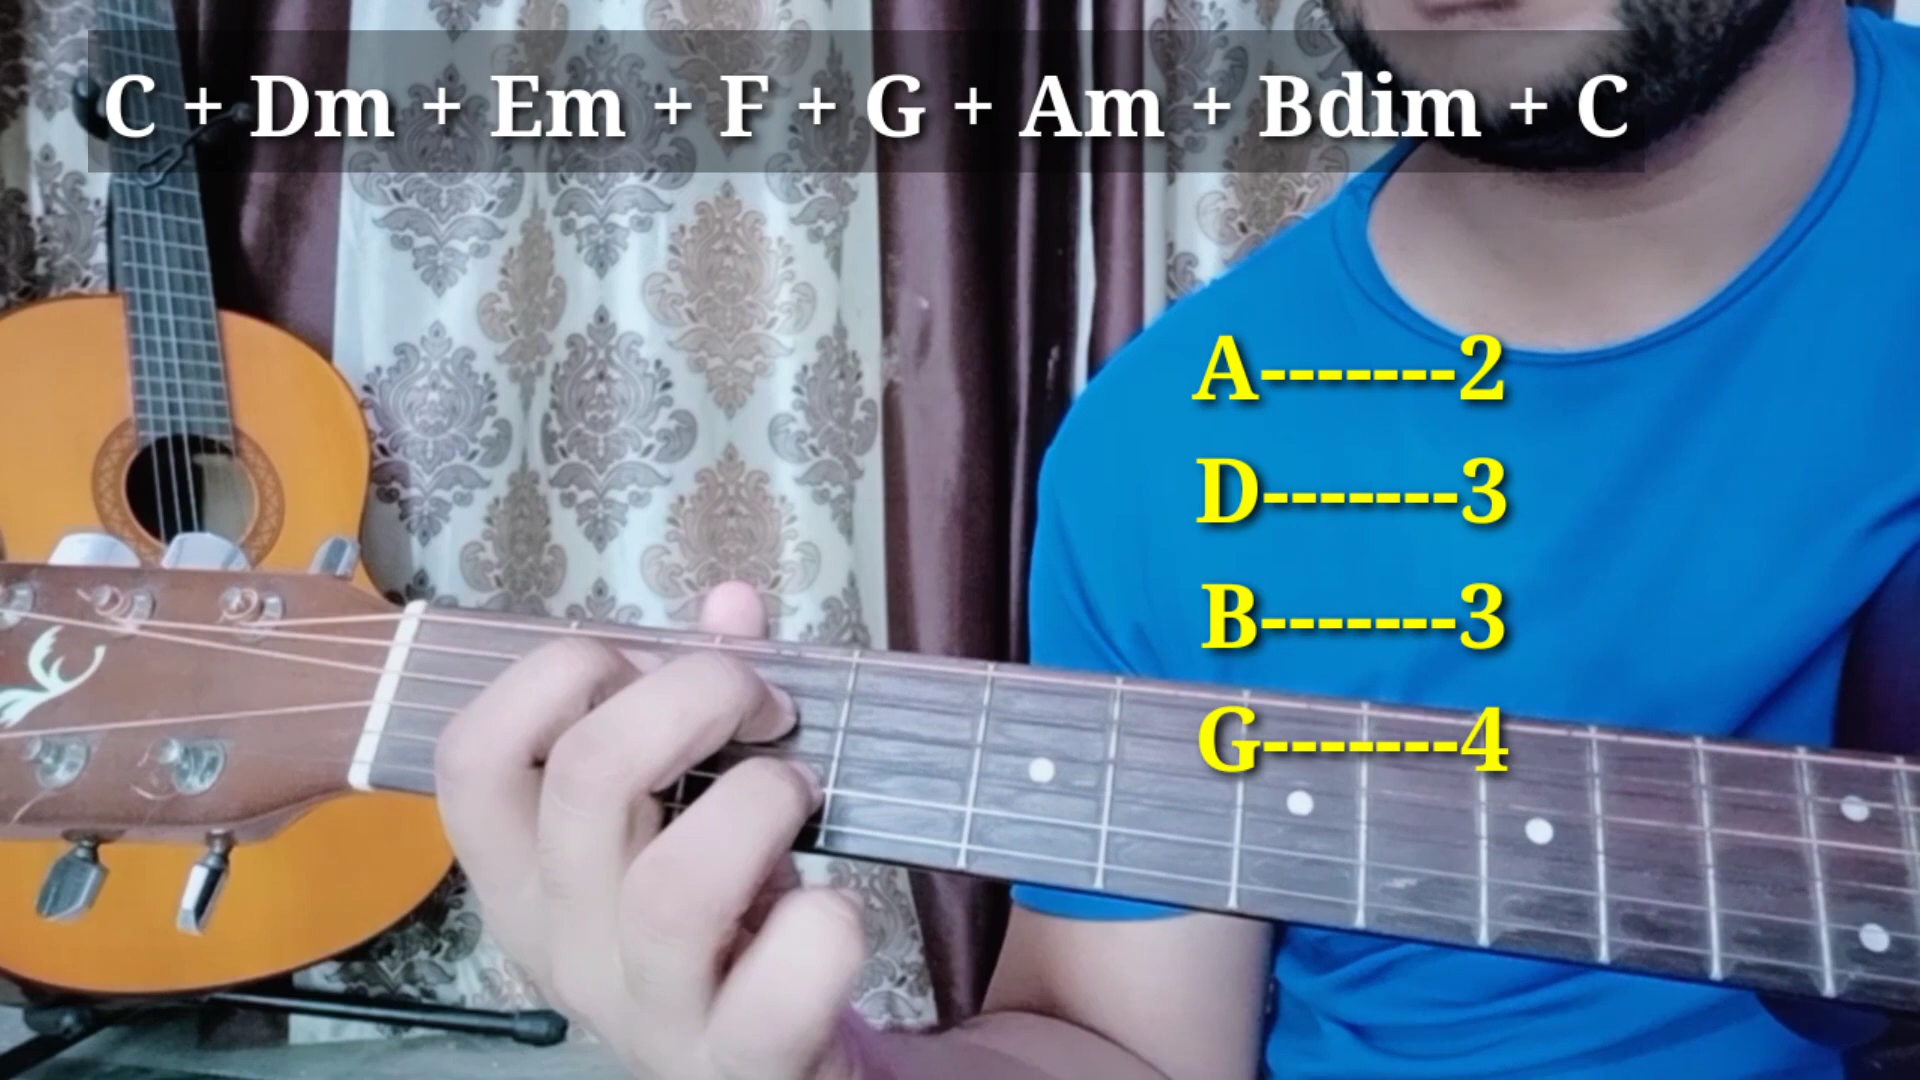 C + Dm + Em + F + G + Am + Bdim + C
A-------2
D-------3
B-------3
G-------4